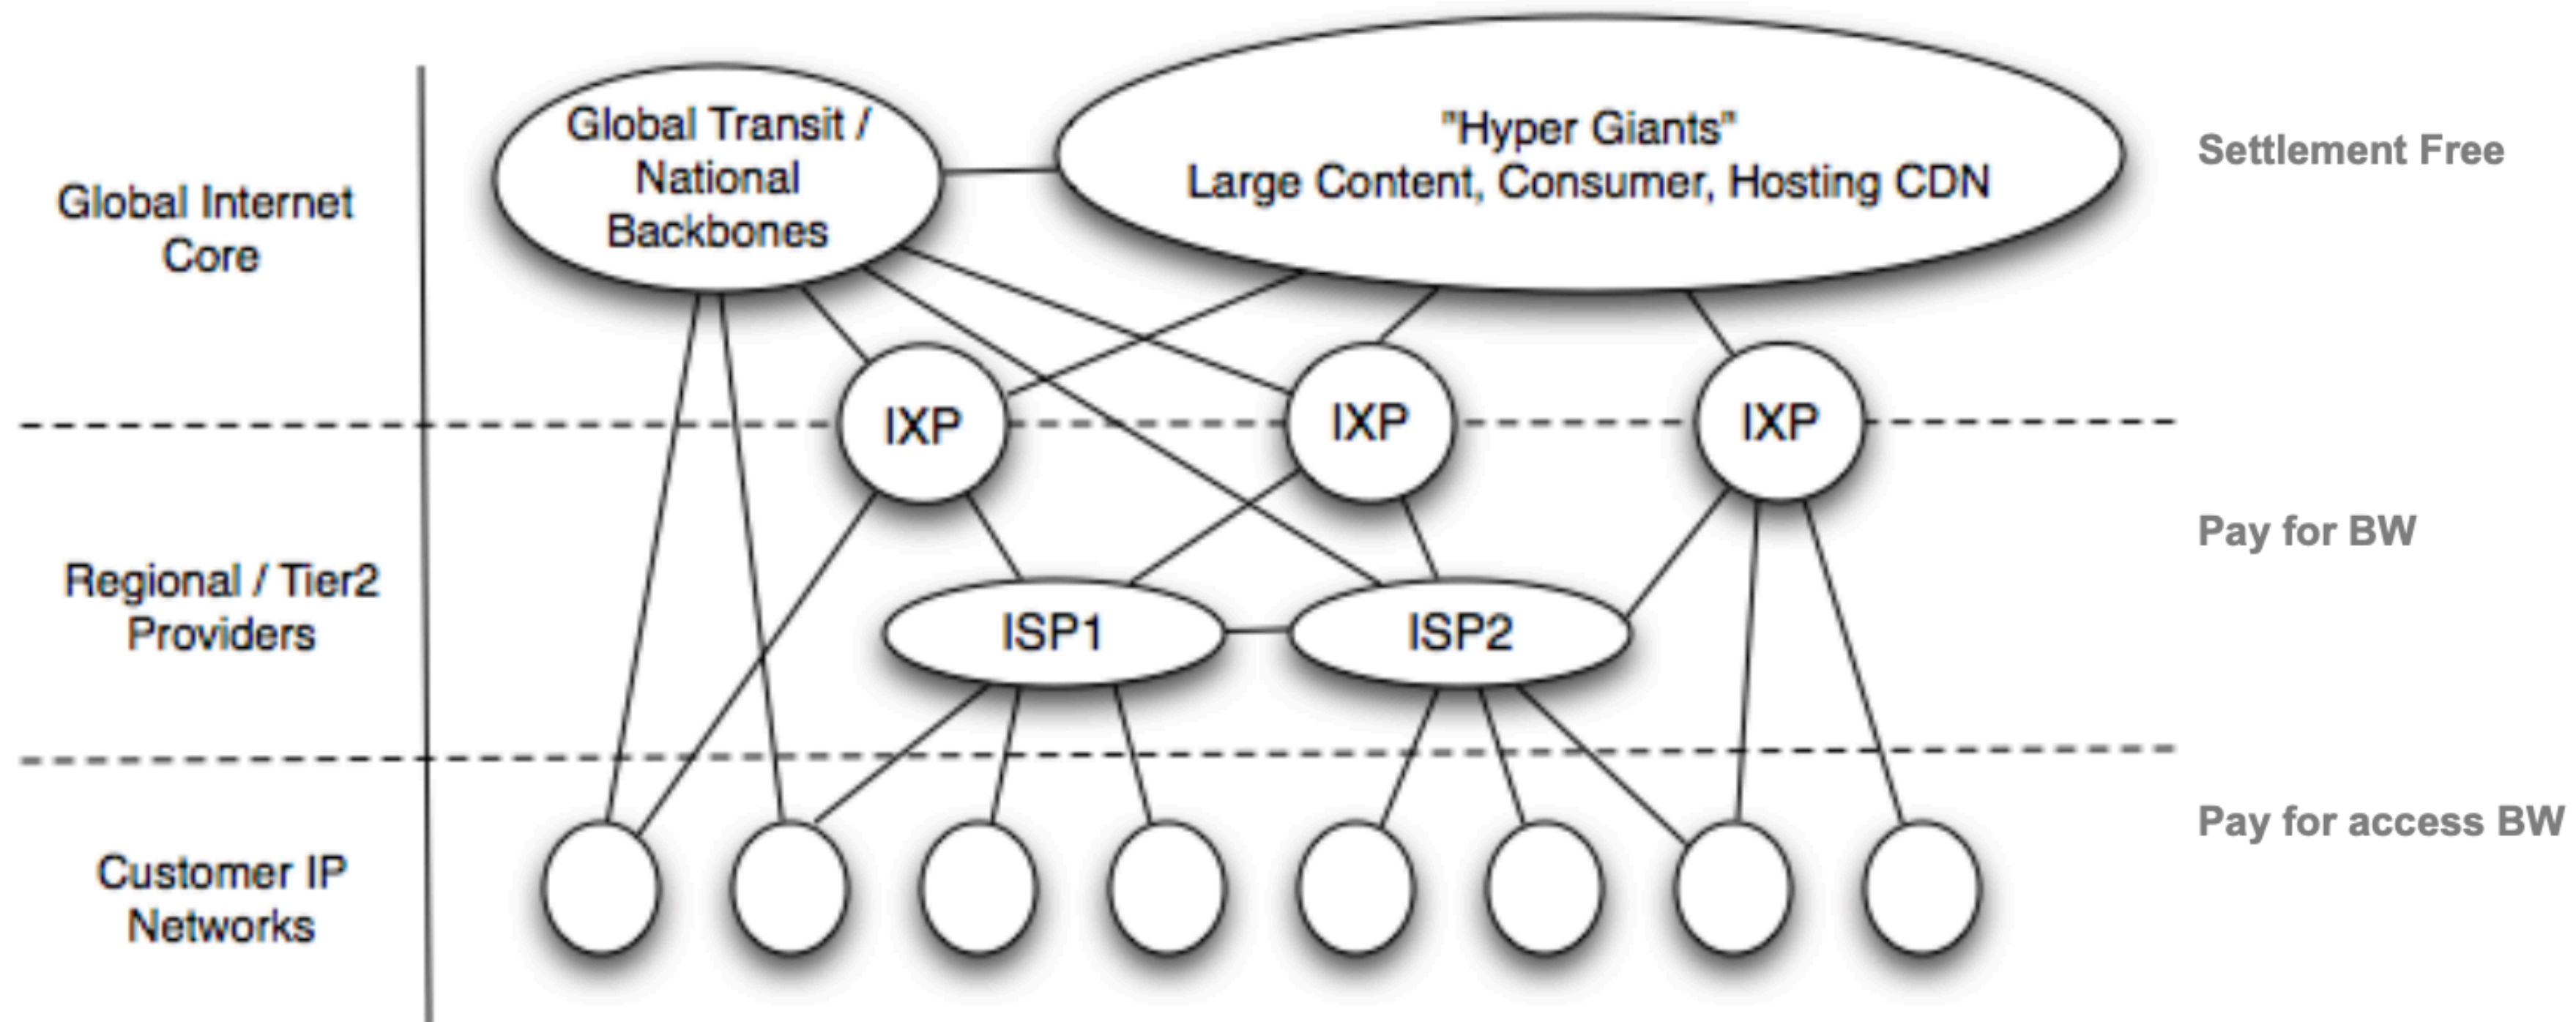 Global Transit /
National
Backbones
"Hyper Giants"
Large Content, Consumer, Hosting CDN
Settlement Free
Global Internet
Core
IXP
IXP
IXP
Pay for BW
Regional / Tier2
Providers
ISP1
ISP2
Pay for access BW
Customer IP
Networks